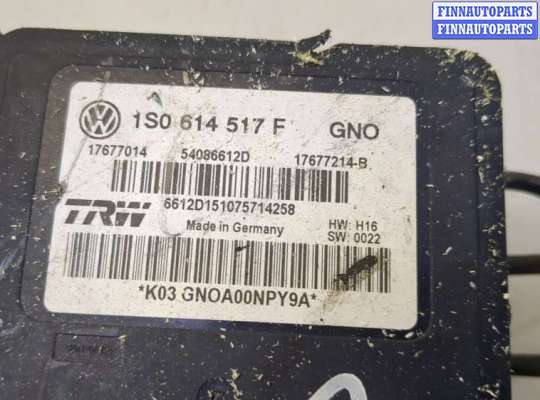 FINNAUTOPARTS
FINNAUTOPARTS
VW 1S0 614 517 F GNO
17677014 54086612D 17677214-B
6612D151075714258
TRW Made in Germany HW: H16
SW: 0022
*K03 GNOA00NPY9A*